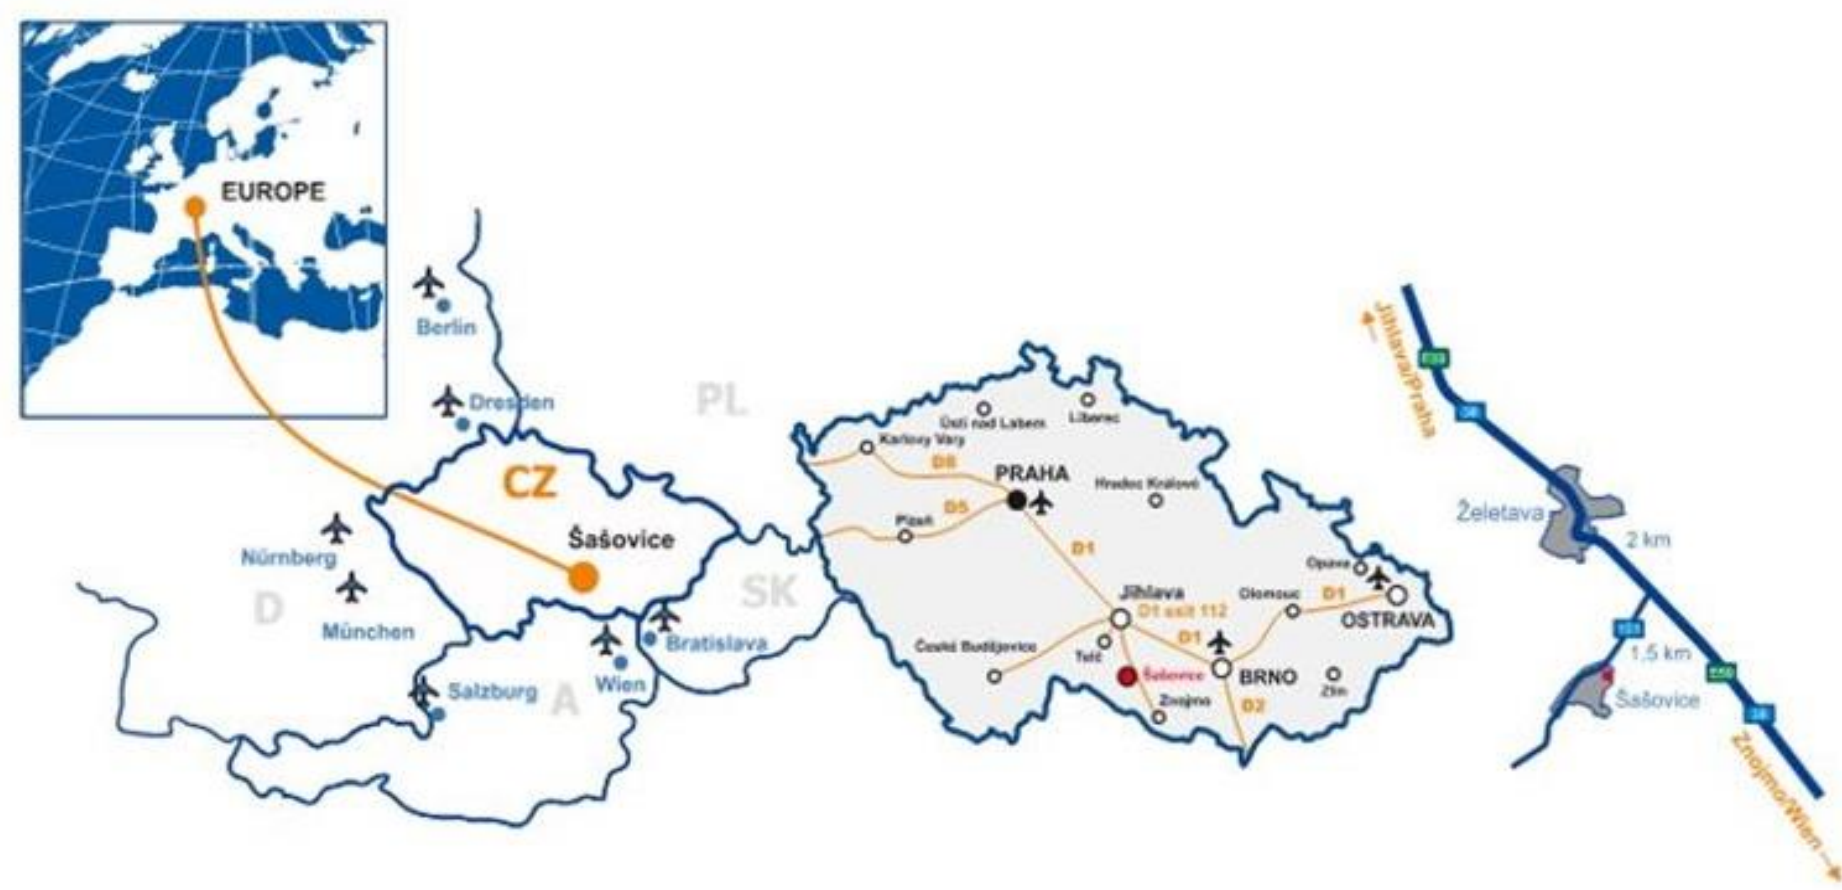 EUROPE
Berlin
Dresden
PL
CZ
Šašovice
Nürnberg
D
München
SK
Bratislava
Wien
A
Salzburg
Ústí nad Labem
Liberec
Karlovy Vary
D8
PRAHA
Hradec Králové
Plzeň
D5
D1
Opava
Jihlava
D1 exit 112
Olomouc
D1
OSTRAVA
České Budějovice
Telč
D1
Šašovice
BRNO
Zlín
Znojmo
D2
Jihlava/Praha
38
Želetava
2 km
1,5 km
Šašovice
38
Znojmo/Wien